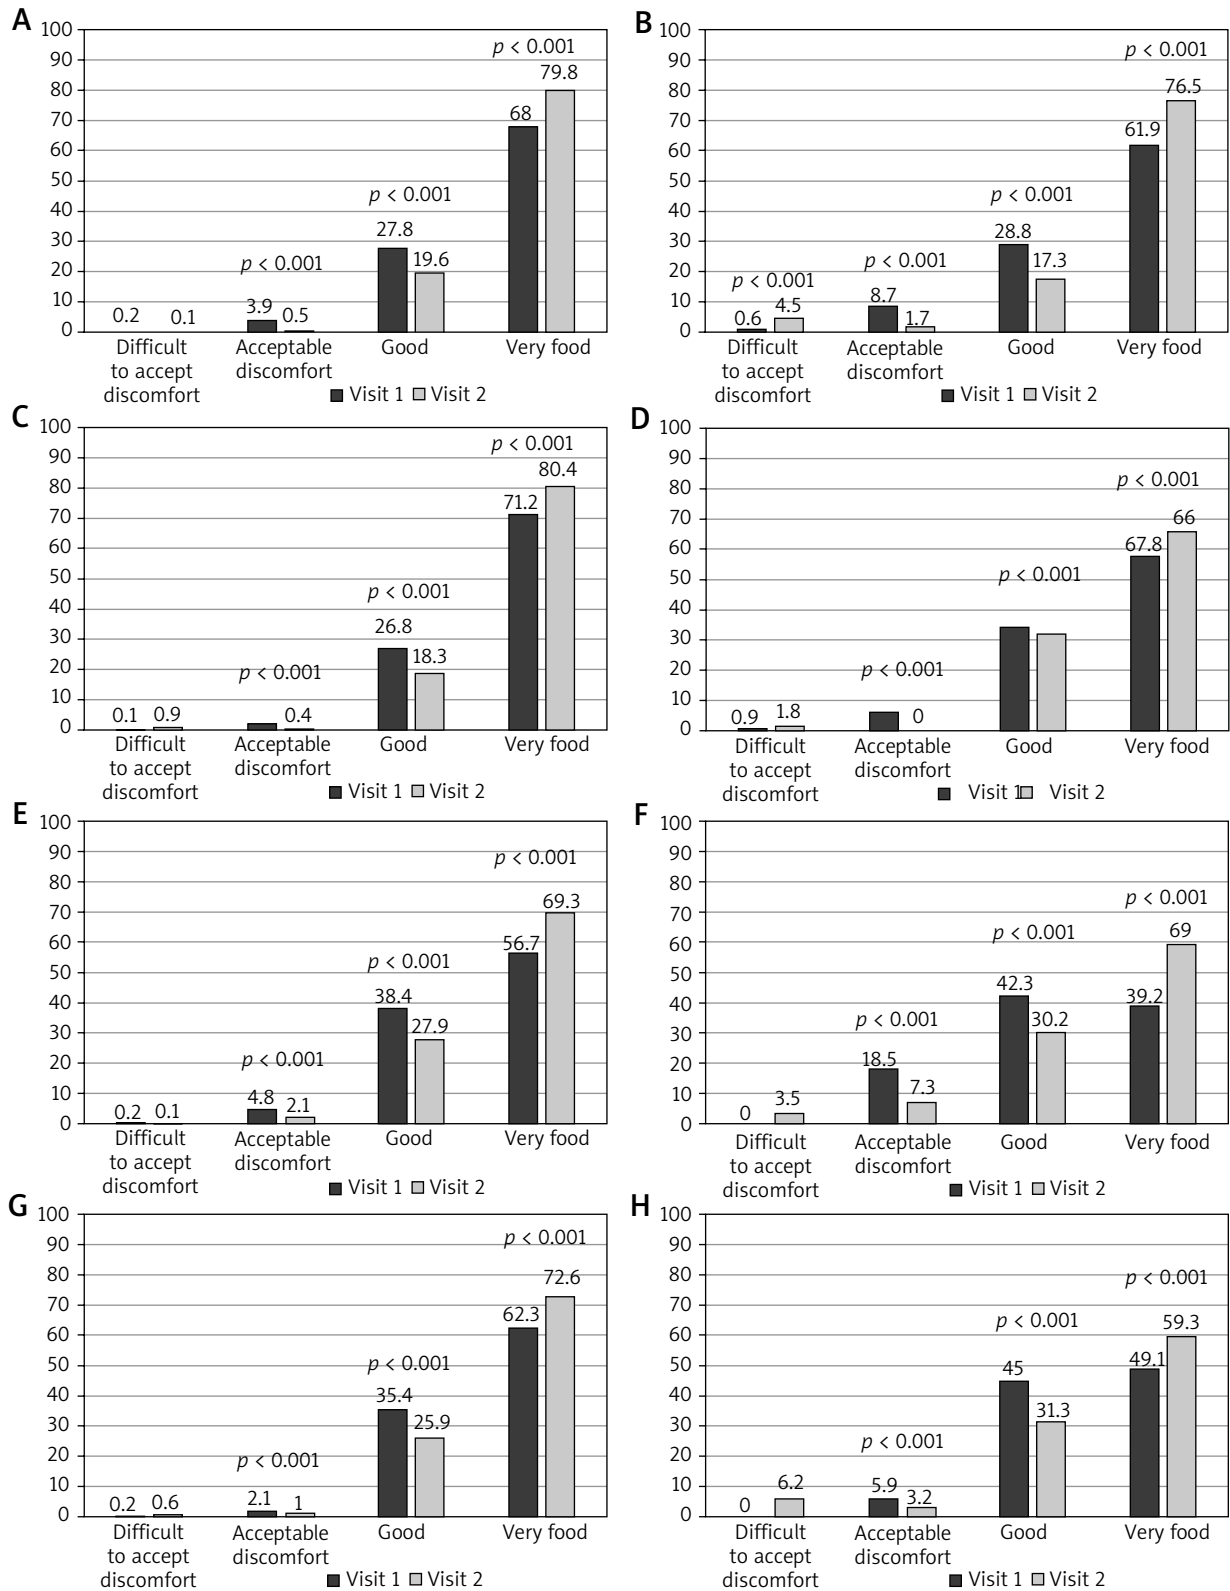 A
100
90
80
70
60
50
40
30
20
10
0
0.2 0.1
p < 0.001
3.9 0.5
p < 0.001
27.8 19.6
p < 0.001
68 79.8
Difficult to accept discomfort
Acceptable discomfort
Good
Very food
Visit 1 Visit 2
B
100
90
80
70
60
50
40
30
20
10
0
p < 0.001
0.6 4.5
p < 0.001
8.7 1.7
p < 0.001
28.8 17.3
p < 0.001
61.9 76.5
Difficult to accept discomfort
Acceptable discomfort
Good
Very food
Visit 1 Visit 2
C
100
90
80
70
60
50
40
30
20
10
0
0.1 0.9
p < 0.001
0.4
p < 0.001
26.8 18.3
p < 0.001
71.2 80.4
Difficult to accept discomfort
Acceptable discomfort
Good
Very food
Visit 1 Visit 2
D
100
90
80
70
60
50
40
30
20
10
0
0.9 1.8
p < 0.001
0
p < 0.001
p < 0.001
67.8 66
Difficult to accept discomfort
Acceptable discomfort
Good
Very food
Visit 1 Visit 2
E
100
90
80
70
60
50
40
30
20
10
0
0.2 0.1
p < 0.001
4.8 2.1
p < 0.001
38.4 27.9
p < 0.001
56.7 69.3
Difficult to accept discomfort
Acceptable discomfort
Good
Very food
Visit 1 Visit 2
F
100
90
80
70
60
50
40
30
20
10
0
0 3.5
p < 0.001
18.5 7.3
p < 0.001
42.3 30.2
p < 0.001
39.2 69
Difficult to accept discomfort
Acceptable discomfort
Good
Very food
Visit 1 Visit 2
G
100
90
80
70
60
50
40
30
20
10
0
0.2 0.6
p < 0.001
2.1 1
p < 0.001
35.4 25.9
p < 0.001
62.3 72.6
Difficult to accept discomfort
Acceptable discomfort
Good
Very food
Visit 1 Visit 2
H
100
90
80
70
60
50
40
30
20
10
0
0 6.2
p < 0.001
5.9 3.2
p < 0.001
45 31.3
p < 0.001
49.1 59.3
Difficult to accept discomfort
Acceptable discomfort
Good
Very food
Visit 1 Visit 2